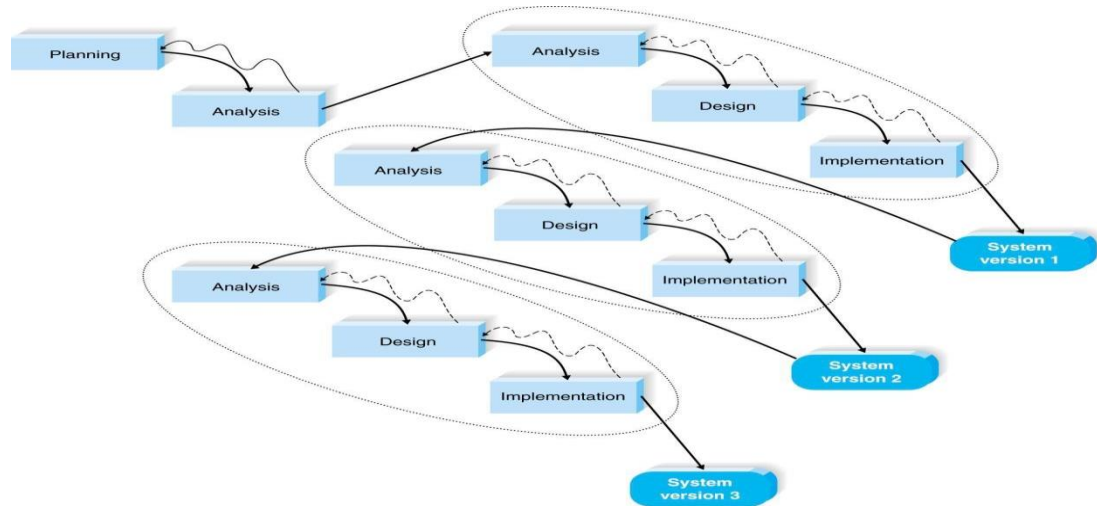 Planning
Analysis
Analysis
Design
Implementation
System
version 1
Analysis
Design
Implementation
System
version 2
Analysis
Design
Implementation
System
version 3